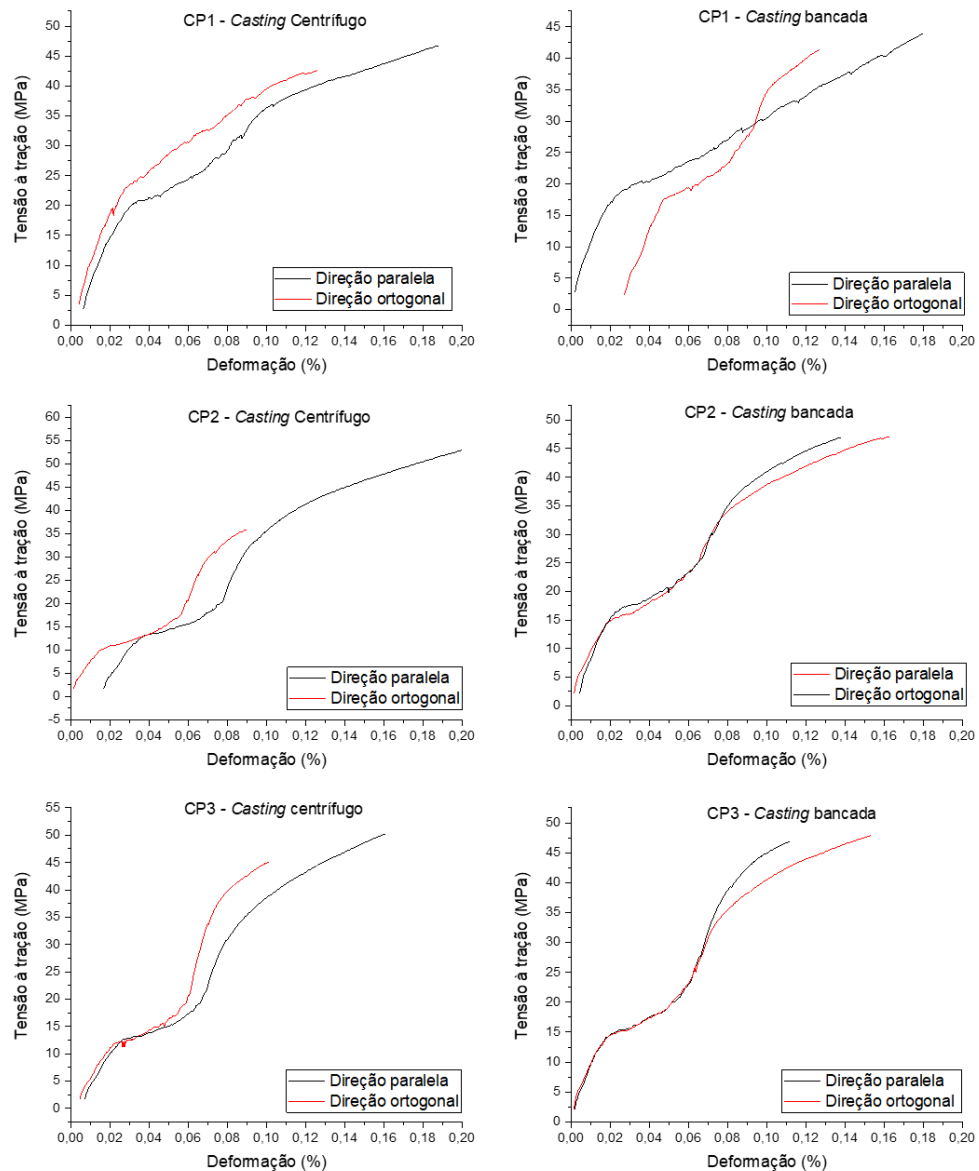 CP1 - Casting Centrífugo
Tensão à tração (MPa)
50
45
40
35
30
25
20
15
10
5
0
0,00 0,02 0,04 0,06 0,08 0,10 0,12 0,14 0,16 0,18 0,20
Deformação (%)
Direção paralela
Direção ortogonal
CP1 - Casting bancada
Tensão à tração (MPa)
45
40
35
30
25
20
15
10
5
0
0,00 0,02 0,04 0,06 0,08 0,10 0,12 0,14 0,16 0,18 0,20
Deformação (%)
Direção paralela
Direção ortogonal
CP2 - Casting Centrífugo
Tensão à tração (MPa)
60
55
50
45
40
35
30
25
20
15
10
5
0
-5
0,00 0,02 0,04 0,06 0,08 0,10 0,12 0,14 0,16 0,18 0,20
Deformação (%)
Direção paralela
Direção ortogonal
CP2 - Casting bancada
Tensão à tração (MPa)
50
45
40
35
30
25
20
15
10
5
0
0,00 0,02 0,04 0,06 0,08 0,10 0,12 0,14 0,16 0,18 0,20
Deformação (%)
Direção paralela
Direção ortogonal
CP3 - Casting centrífugo
Tensão à tração (MPa)
55
50
45
40
35
30
25
20
15
10
5
0
0,00 0,02 0,04 0,06 0,08 0,10 0,12 0,14 0,16 0,18 0,20
Deformação (%)
Direção paralela
Direção ortogonal
CP3 - Casting bancada
Tensão à tração (MPa)
50
45
40
35
30
25
20
15
10
5
0
0,00 0,02 0,04 0,06 0,08 0,10 0,12 0,14 0,16 0,18 0,20
Deformação (%)
Direção paralela
Direção ortogonal